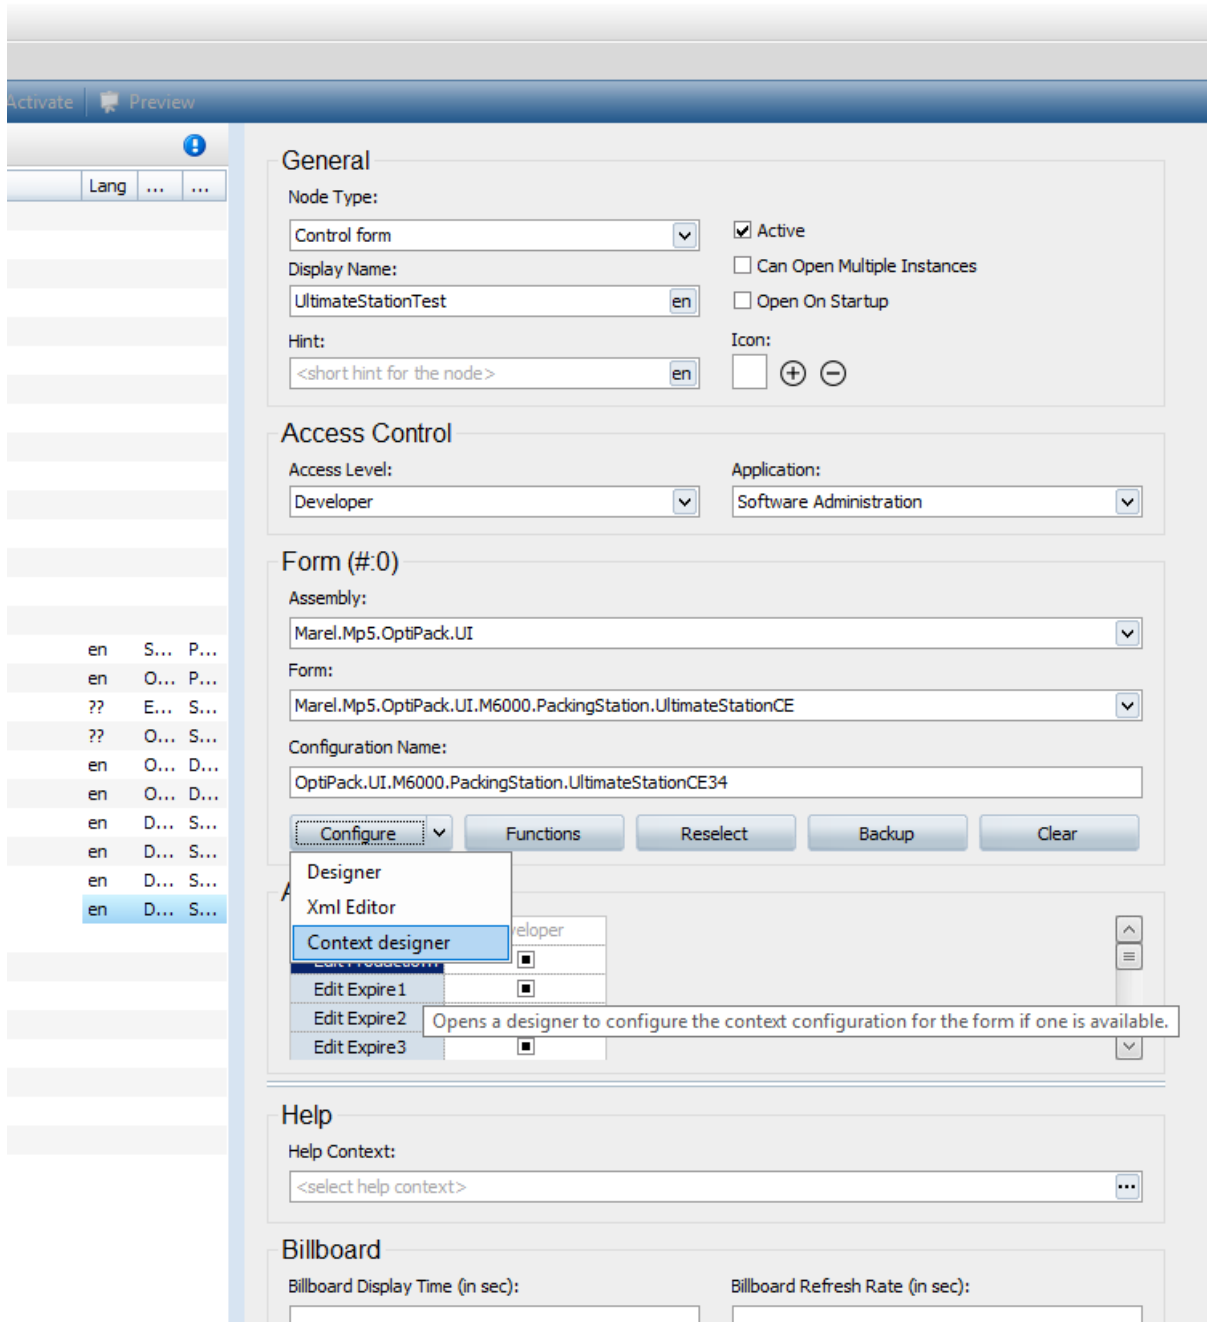 Activate Preview
Lang ... ...
en S... P...
en O... P...
?? E... S...
?? O... S...
en O... D...
en O... D...
en D... S...
en D... S...
en D... S...
en D... S...
General
Node Type:
Control form
Active
Display Name:
Can Open Multiple Instances
UltimateStationTest en
Open On Startup
Hint:
Icon:
<short hint for the node> en
Access Control
Access Level: Application:
Developer Software Administration
Form (#:0)
Assembly:
Marel.Mp5.OptiPack.UI
Form:
Marel.Mp5.OptiPack.UI.M6000.PackingStation.UltimateStationCE
Configuration Name:
OptiPack.UI.M6000.PackingStation.UltimateStationCE34
Configure Functions Reselect Backup Clear
Designer
Xml Editor
Context designer
Edit Expire1
Edit Expire2
Opens a designer to configure the context configuration for the form if one is available.
Edit Expire3
Help
Help Context:
<select help context> ...
Billboard
Billboard Display Time (in sec): Billboard Refresh Rate (in sec):